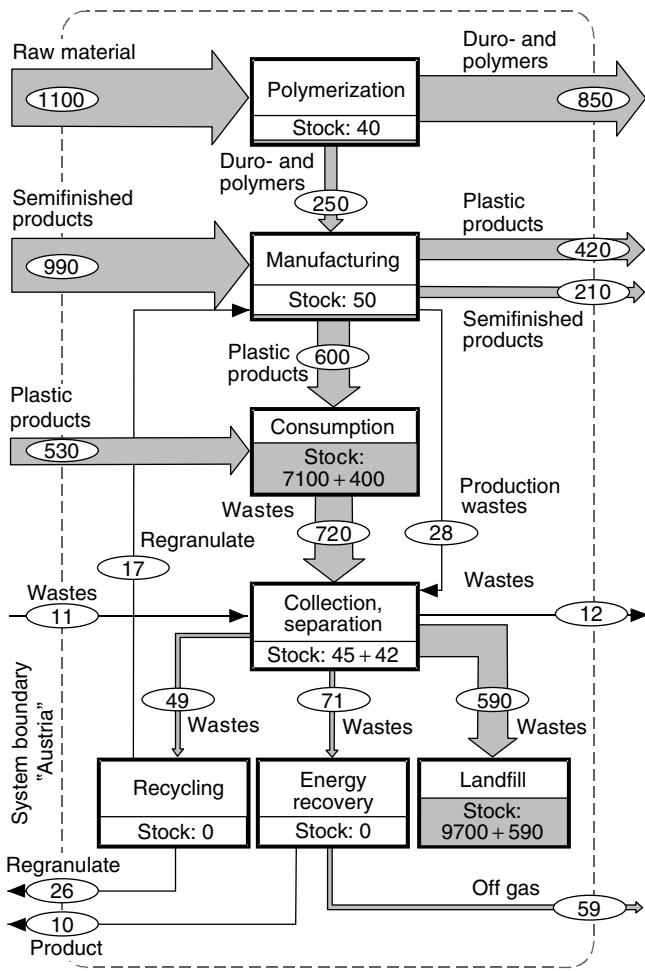 Raw material
1100
Polymerization
Stock: 40
Duro- and
polymers
850
Duro- and
polymers
250
Semifinished
products
990
Manufacturing
Stock: 50
Plastic
products
420
210
Semifinished
products
Plastic
products
600
Plastic
products
530
Consumption
Stock:
7100 + 400
Wastes
720
Production
wastes
28
Regranulate
17
Wastes
11
Collection,
separation
Stock: 45 + 42
Wastes
12
49
Wastes
71
Wastes
590
Wastes
System boundary
"Austria"
Recycling
Stock: 0
Energy
recovery
Stock: 0
Landfill
Stock:
9700 + 590
Regranulate
26
10
Product
Off gas
59